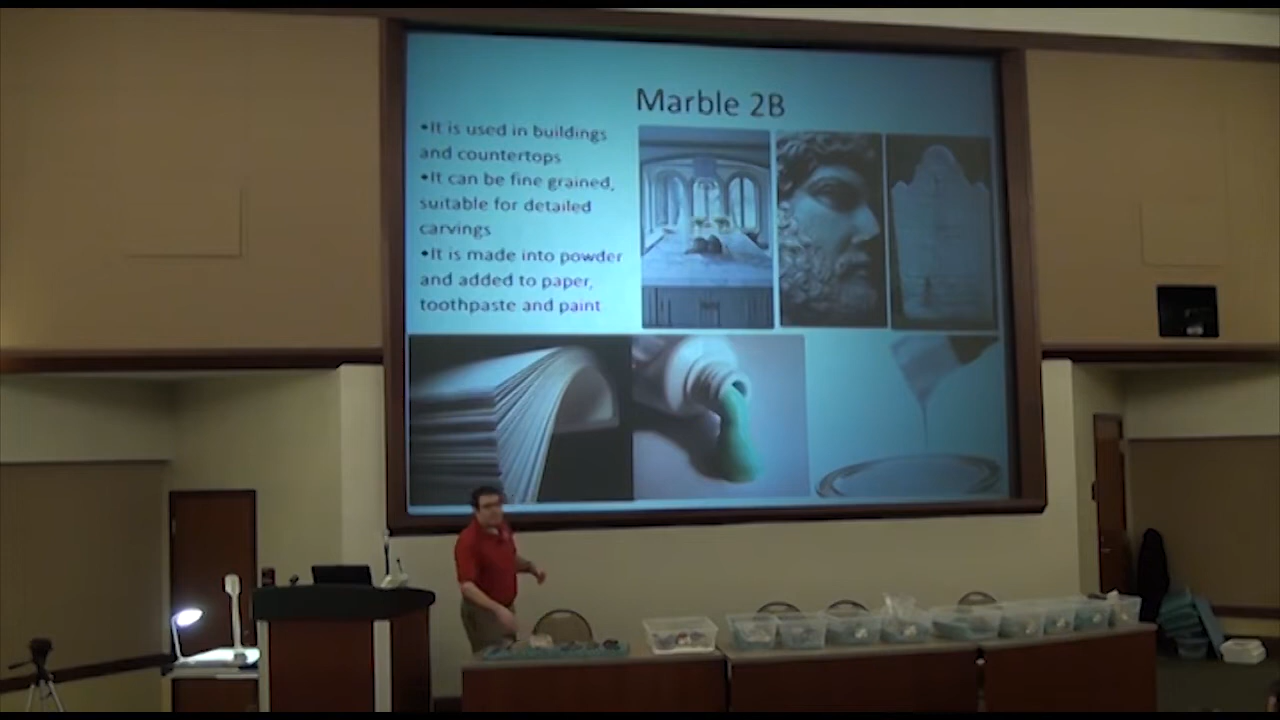 Marble 2B
•It is used in buildings
and countertops
•It can be fine grained,
suitable for detailed
carvings
•It is made into powder
and added to paper,
toothpaste and paint